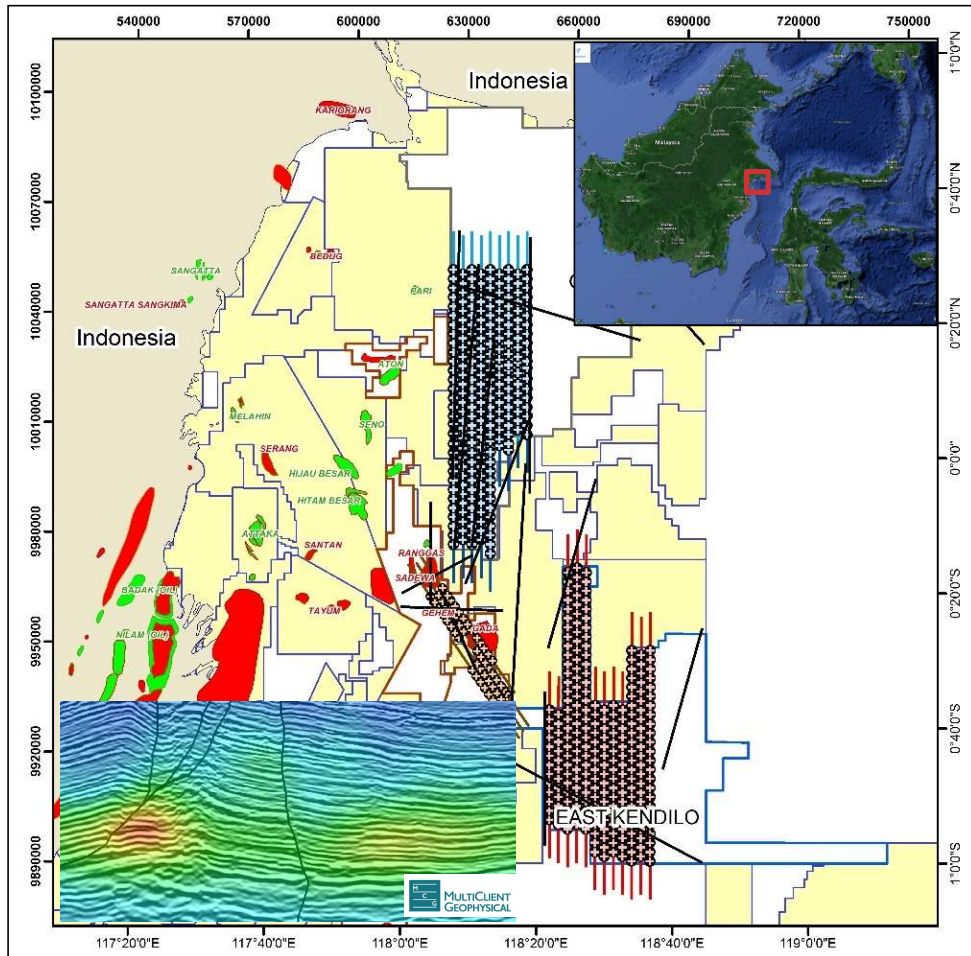 540000 570000 600000 630000 660000 690000 720000 750000
1°0'0"N
0°40'0"N
0°20'0"N
0°0'0"
0°20'0"S
0°40'0"S
1°0'0"S
10100000
10070000
10040000
10010000
9980000
9950000
9920000
9890000
Indonesia
Indonesia
Malaysia
KARIORANG
BEDUG
SANGATTA
PARI
SANGATTA SANGKIMA
Indonesia
ATON
MELAHIN
SENO
SERANG
HIJAU BESAR
HITAM BESAR
ATTAKA
SANTAN
RANGGAS
SADEWA
BADAK (OIL)
TAYUM
GEHEM
GADA
NILAM (OIL)
EAST KENDILO
MCG
MULTICLIENT
GEOPHYSICAL
117°20'0"E 117°40'0"E 118°0'0"E 118°20'0"E 118°40'0"E 119°0'0"E